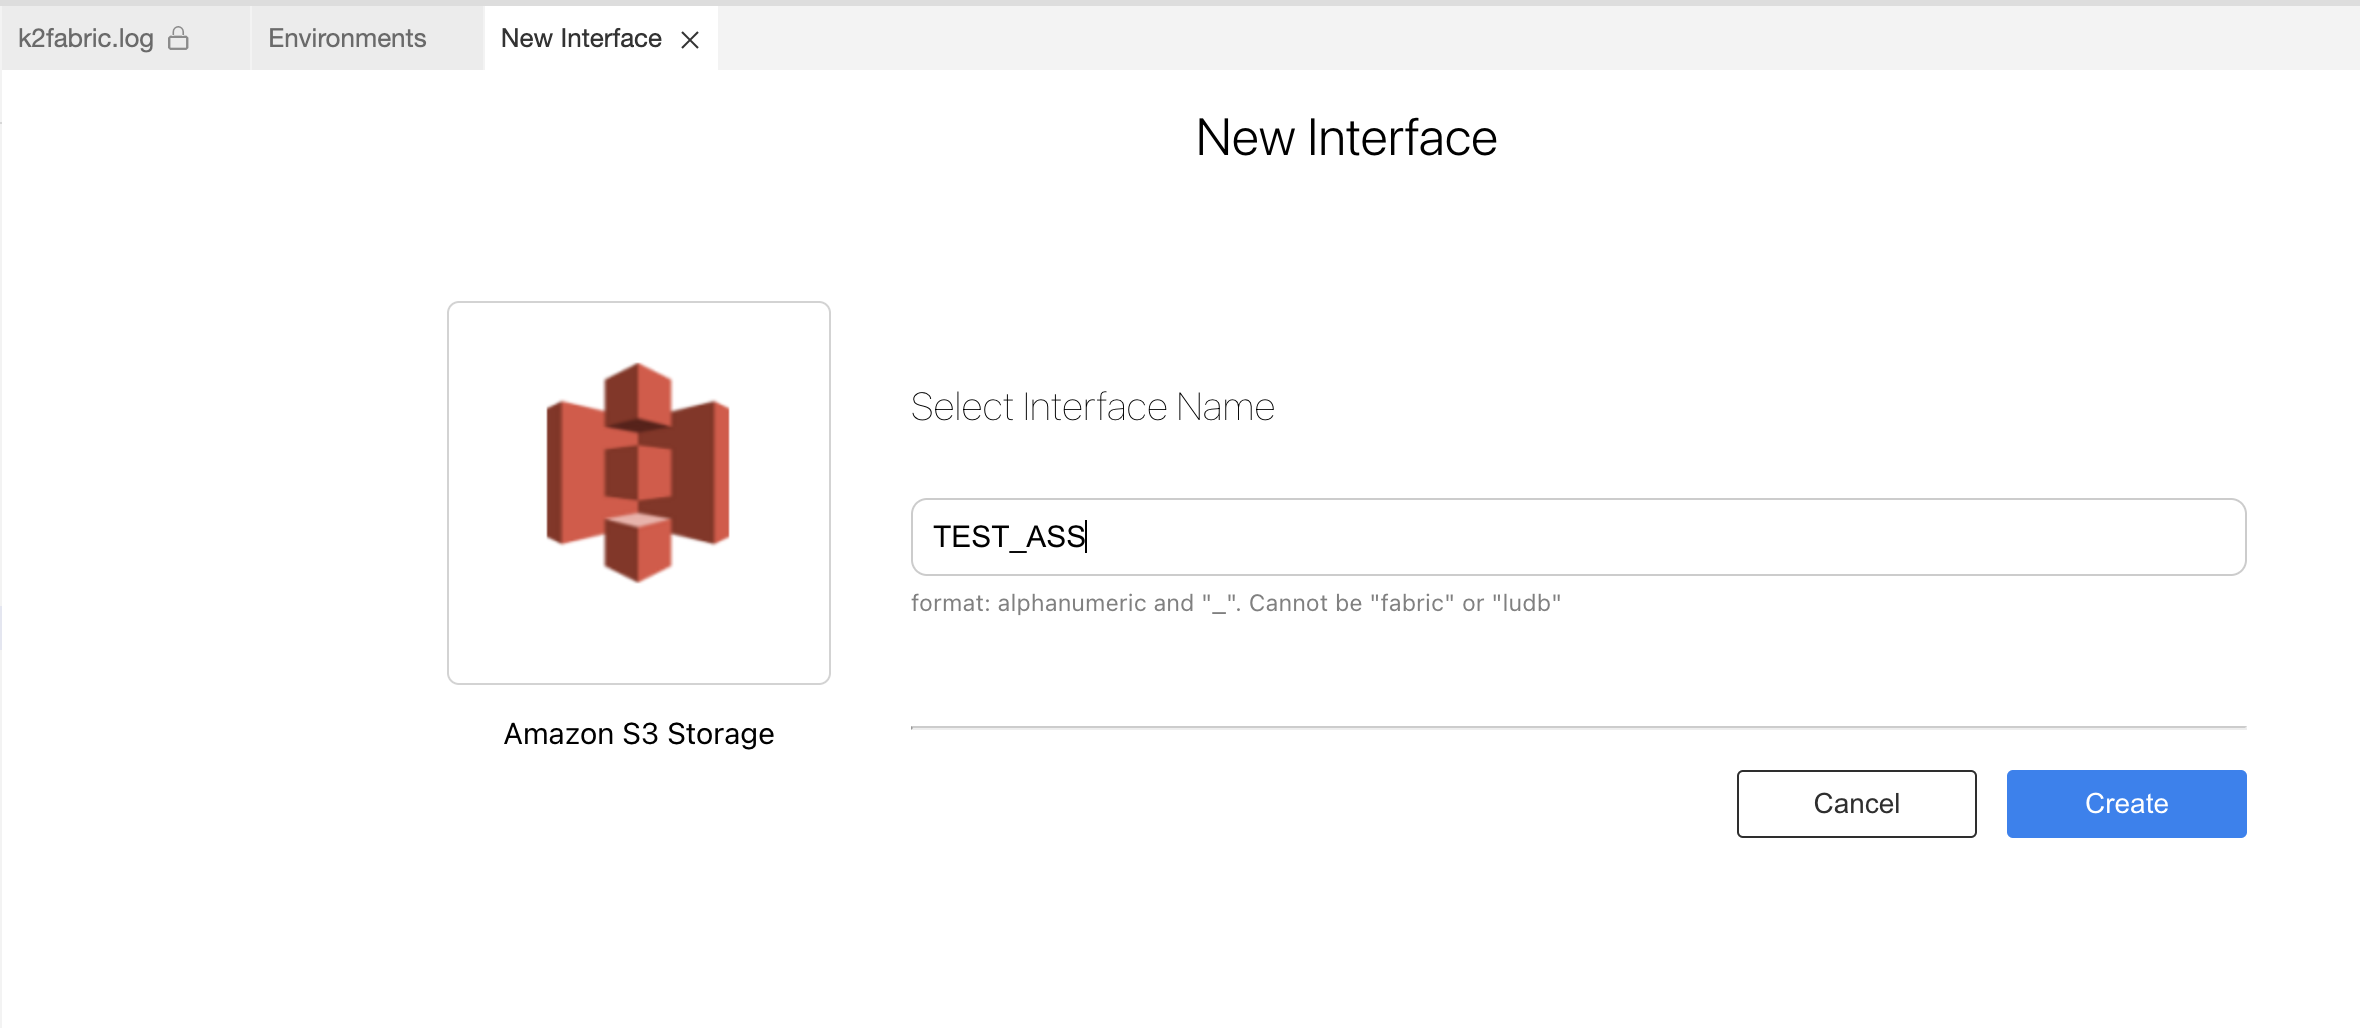 k2fabric.log
Environments
New Interface
New Interface
Select Interface Name
TEST_ASS
format: alphanumeric and "_". Cannot be "fabric" or "ludb"
Amazon S3 Storage
Cancel
Create